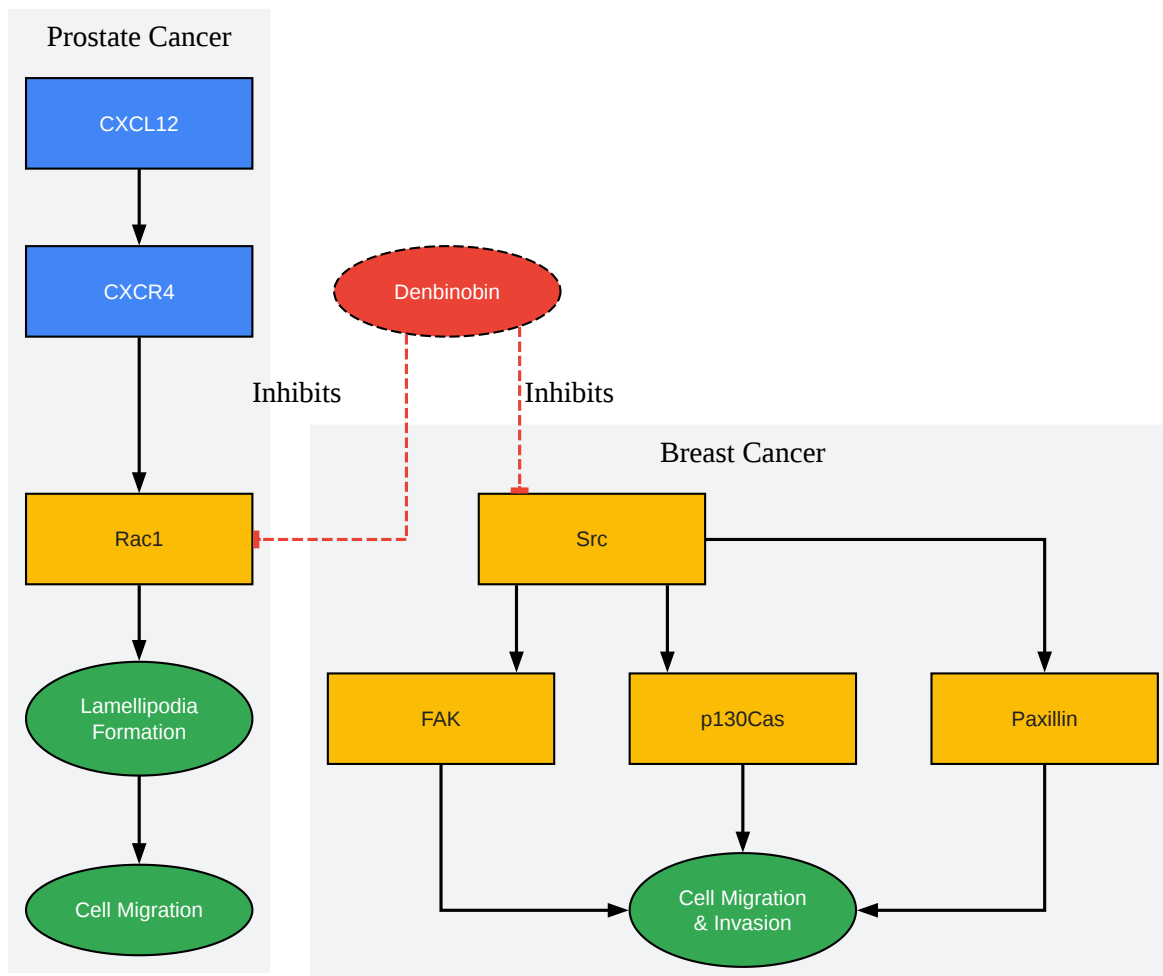 Prostate Cancer
CXCL12
CXCR4
Denbinobin
Inhibits
Inhibits
Breast Cancer
Rac1
Src
Lamellipodia
Formation
FAK
p130Cas
Paxillin
Cell Migration
Cell Migration
& Invasion